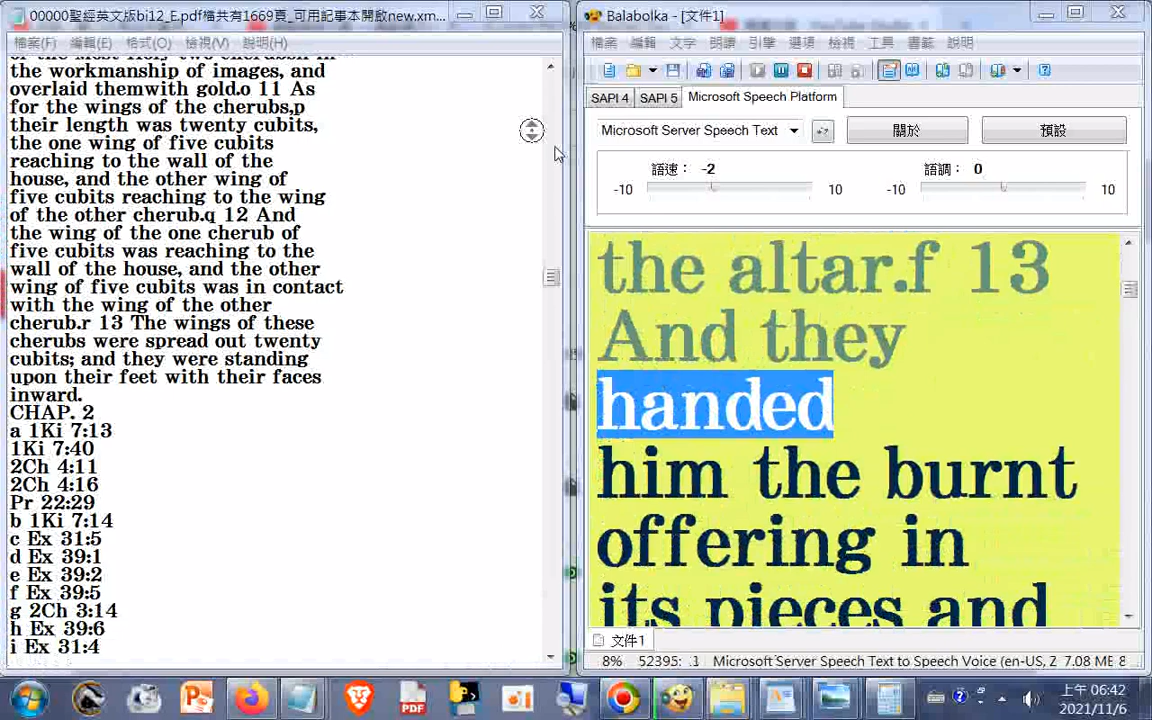 00000聖經英文版bi12_E.pdf檔共有1669頁_可用記事本開啟new.xm...
檔案(F) 編輯(E) 格式(O) 檢視(V) 說明(H)
the workmanship of images, and
overlaid themwith gold.o 11 As
for the wings of the cherubs,p
their length was twenty cubits,
the one wing of five cubits
reaching to the wall of the
house, and the other wing of
five cubits reaching to the wing
of the other cherub.q 12 And
the wing of the one cherub of
five cubits was reaching to the
wall of the house, and the other
wing of five cubits was in contact
with the wing of the other
cherub.r 13 The wings of these
cherubs were spread out twenty
cubits; and they were standing
upon their feet with their faces
inward.
CHAP. 2
a 1Ki 7:13
1Ki 7:40
2Ch 4:11
2Ch 4:16
Pr 22:29
b 1Ki 7:14
c Ex 31:5
d Ex 39:1
e Ex 39:2
f Ex 39:5
g 2Ch 3:14
h Ex 39:6
i Ex 31:4
Balabolka - [文件1]
檔案 編輯 文字 朗讀 引擎 選項 檢視 工具 書籤 說明
SAPI 4 SAPI 5 Microsoft Speech Platform
Microsoft Server Speech Text 關於 預設
語速： -2 語調： 0
-10 10 -10 10
the altar.f 13
And they
handed
him the burnt
offering in
its pieces and
文件1
8% 52395: .1 Microsoft Server Speech Text to Speech Voice (en-US, Z 7.08 MB 8
上午 06:42
2021/11/6